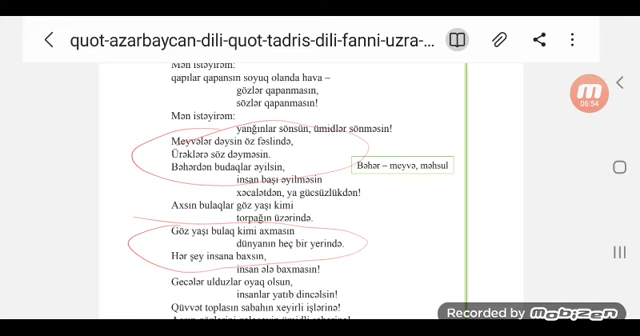 quot-azarbaycan-dili-quot-tadris-dili-fanni-uzra-...
Mən istəyirəm:
qapılar qapansın soyuq olanda hava –
gözlər qapanmasın,
sözlər qapanmasın!
Mən istəyirəm:
yanğınlar sönsün, ümidlər sönməsin!
Meyvələr dəysin öz fəslində,
Ürəklərə söz dəyməsin.
Bəhərdən budaqlar əyilsin,
insan başı əyilməsin
xəcalətdən, ya gücsüzlükdən!
Bəhər – meyvə, məhsul
Axsın bulaqlar göz yaşı kimi
torpağın üzərində.
Göz yaşı bulaq kimi axmasın
dünyanın heç bir yerində.
Hər şey insana baxsın,
insan ələ baxmasın!
Gecələr ulduzlar oyaq olsun,
insanlar yatıb dincəlsin!
Qüvvət toplasın sabahın xeyirli işlərinə!
06:54
Recorded by
MOBIZEN